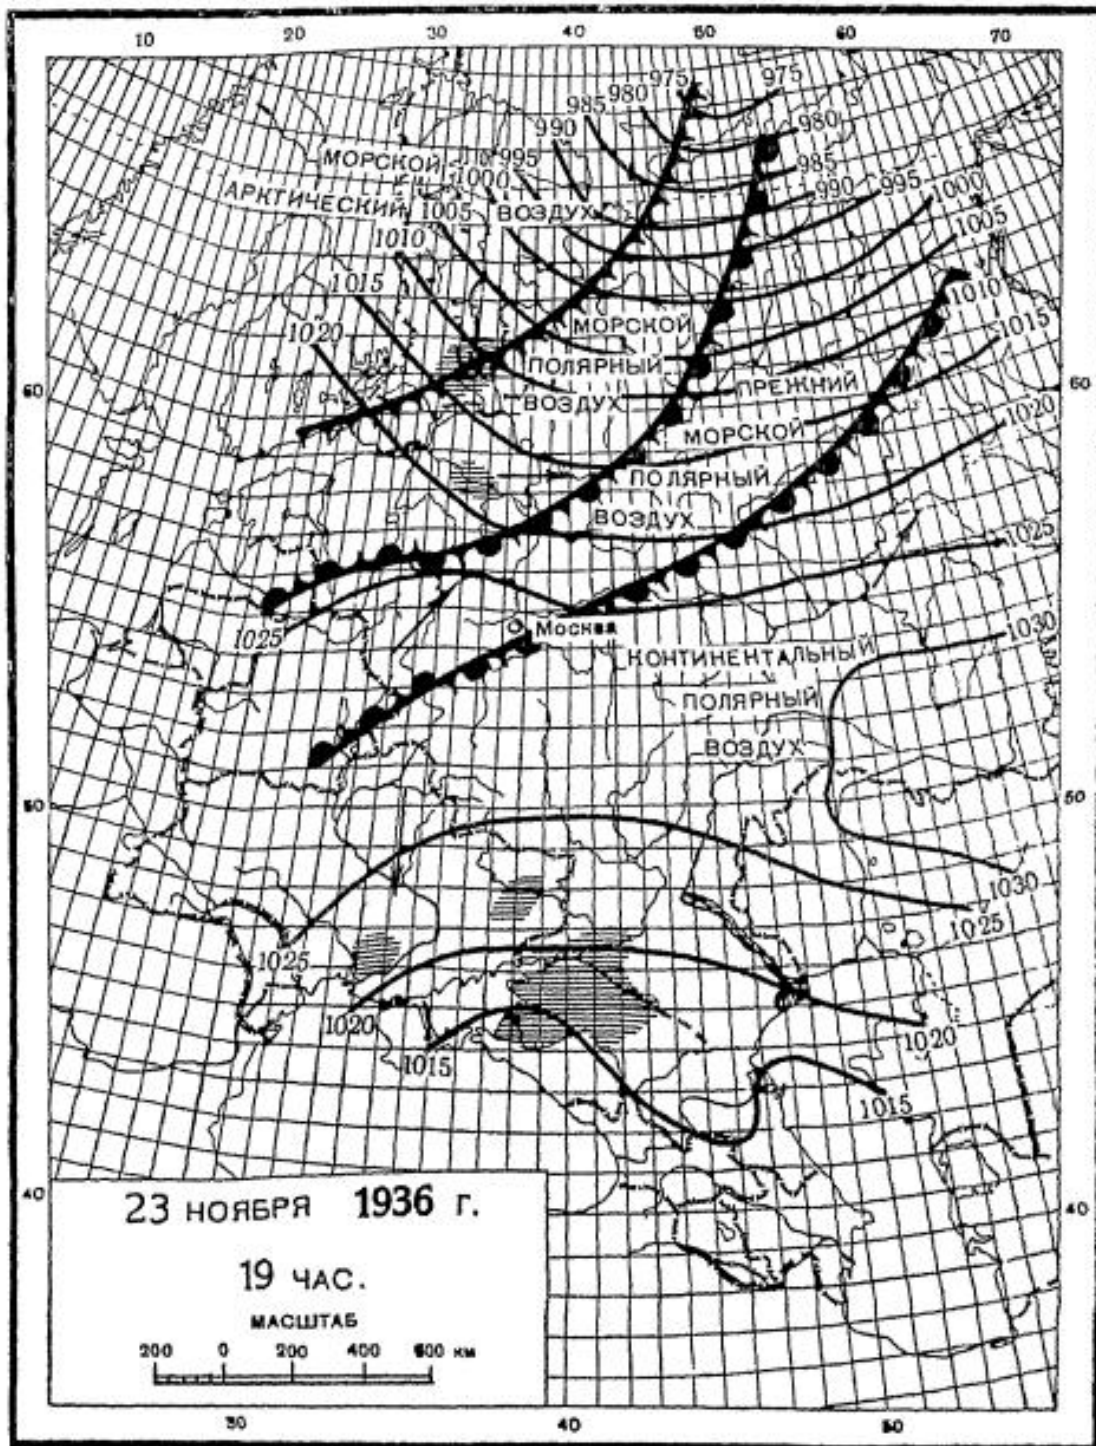 10 20 30 40 50 60 70
975 975
980
985 980
990 985
995 990 995 1000
МОРСКОЙ
1000
АРКТИЧЕСКИЙ 1005 ВОЗДУХ 1005
1010
1015 1010
1020 МОРСКОЙ 1015
ПОЛЯРНЫЙ ПРЕЖНИЙ
60 60
ВОЗДУХ 1020
МОРСКОЙ
ПОЛЯРНЫЙ
ВОЗДУХ
1025
1025 Москва 1030
КОНТИНЕНТАЛЬНЫЙ
ПОЛЯРНЫЙ
ВОЗДУХ
50 50
1030
1025 1025
1020 1020
1015 1015
40 40
23 НОЯБРЯ 1936 г.
19 ЧАС.
МАСШТАБ
200 0 200 400 600 км
30 40 50